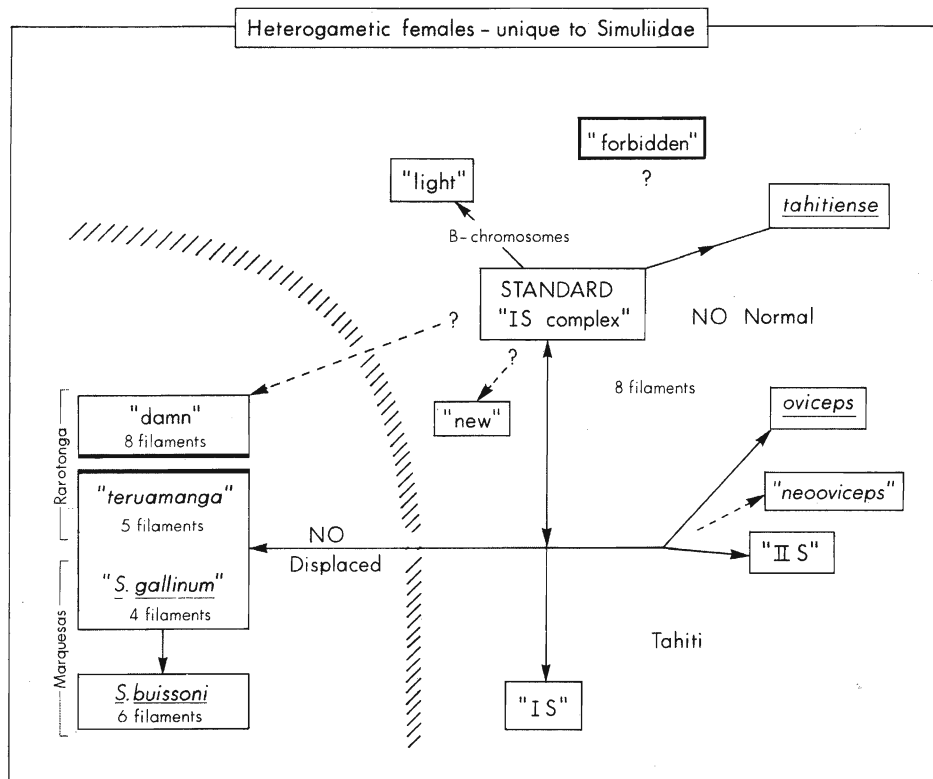 Heterogametic females - unique to Simuliidae
"forbidden"
?
"light"
tahitiense
B-chromosomes
STANDARD
"IS complex"
NO Normal
?
?
8 filaments
"new"
oviceps
Rarotonga
"damn"
8 filaments
"neooviceps"
"teruamanga"
5 filaments
NO
Displaced
"II S"
Marquesas
"S. gallinum"
4 filaments
Tahiti
S. buissoni
6 filaments
"IS"